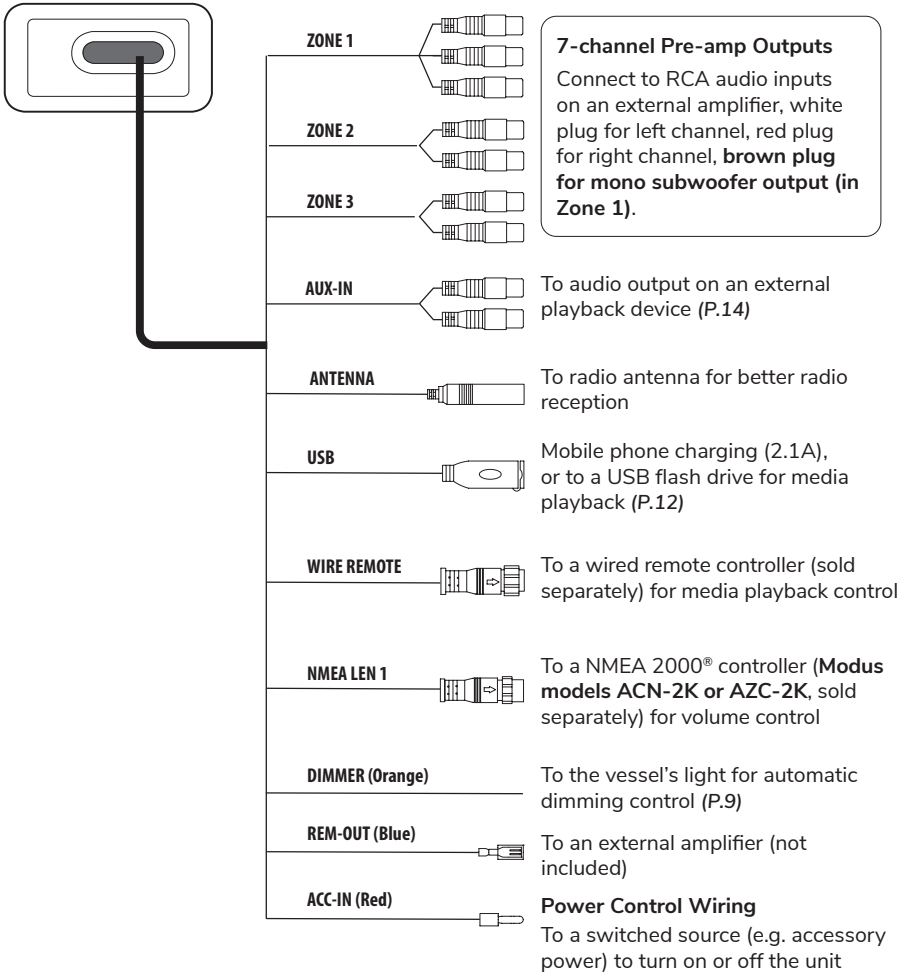 ZONE 1
7-channel Pre-amp Outputs
Connect to RCA audio inputs
on an external amplifier, white
plug for left channel, red plug
for right channel, brown plug
for mono subwoofer output (in
Zone 1).
ZONE 2
ZONE 3
AUX-IN
To audio output on an external
playback device (P.14)
ANTENNA
To radio antenna for better radio
reception
USB
Mobile phone charging (2.1A),
or to a USB flash drive for media
playback (P.12)
WIRE REMOTE
To a wired remote controller (sold
separately) for media playback control
NMEA LEN 1
To a NMEA 2000® controller (Modus
models ACN-2K or AZC-2K, sold
separately) for volume control
DIMMER (Orange)
To the vessel's light for automatic
dimming control (P.9)
REM-OUT (Blue)
To an external amplifier (not
included)
ACC-IN (Red)
Power Control Wiring
To a switched source (e.g. accessory
power) to turn on or off the unit